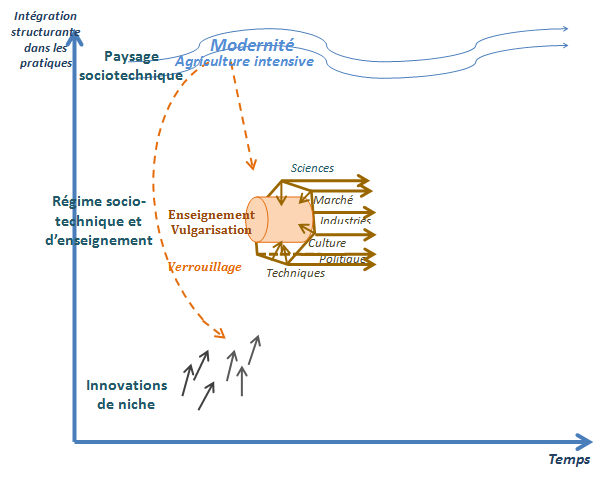 Intégration
structurante
dans les
pratiques
Modernité
Agriculture intensive
Paysage
sociotechnique
Sciences
Marché
Industries
Culture
Politique
Techniques
Régime socio-
technique et
d’enseignement
Enseignement
Vulgarisation
Verrouillage
Innovations
de niche
Temps